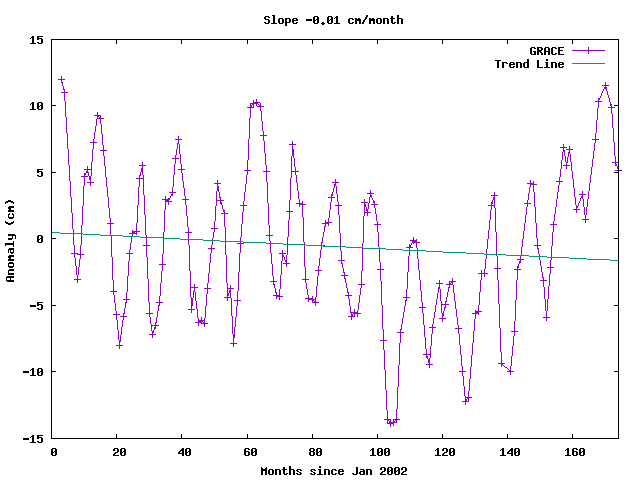 Slope -0.01 cm/month
GRACE
Trend Line
15
10
5
0
-5
-10
-15
Anomaly (cm)
0 20 40 60 80 100 120 140 160
Months since Jan 2002